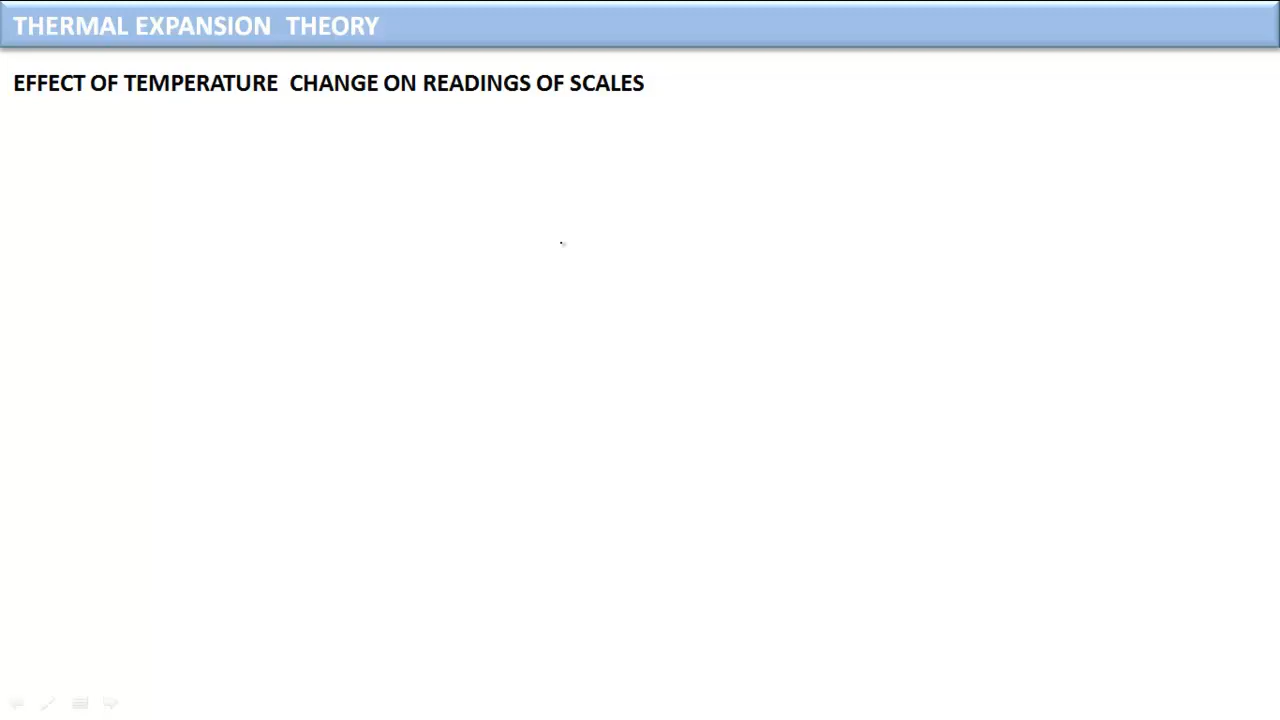 THERMAL EXPANSION THEORY
EFFECT OF TEMPERATURE CHANGE ON READINGS OF SCALES